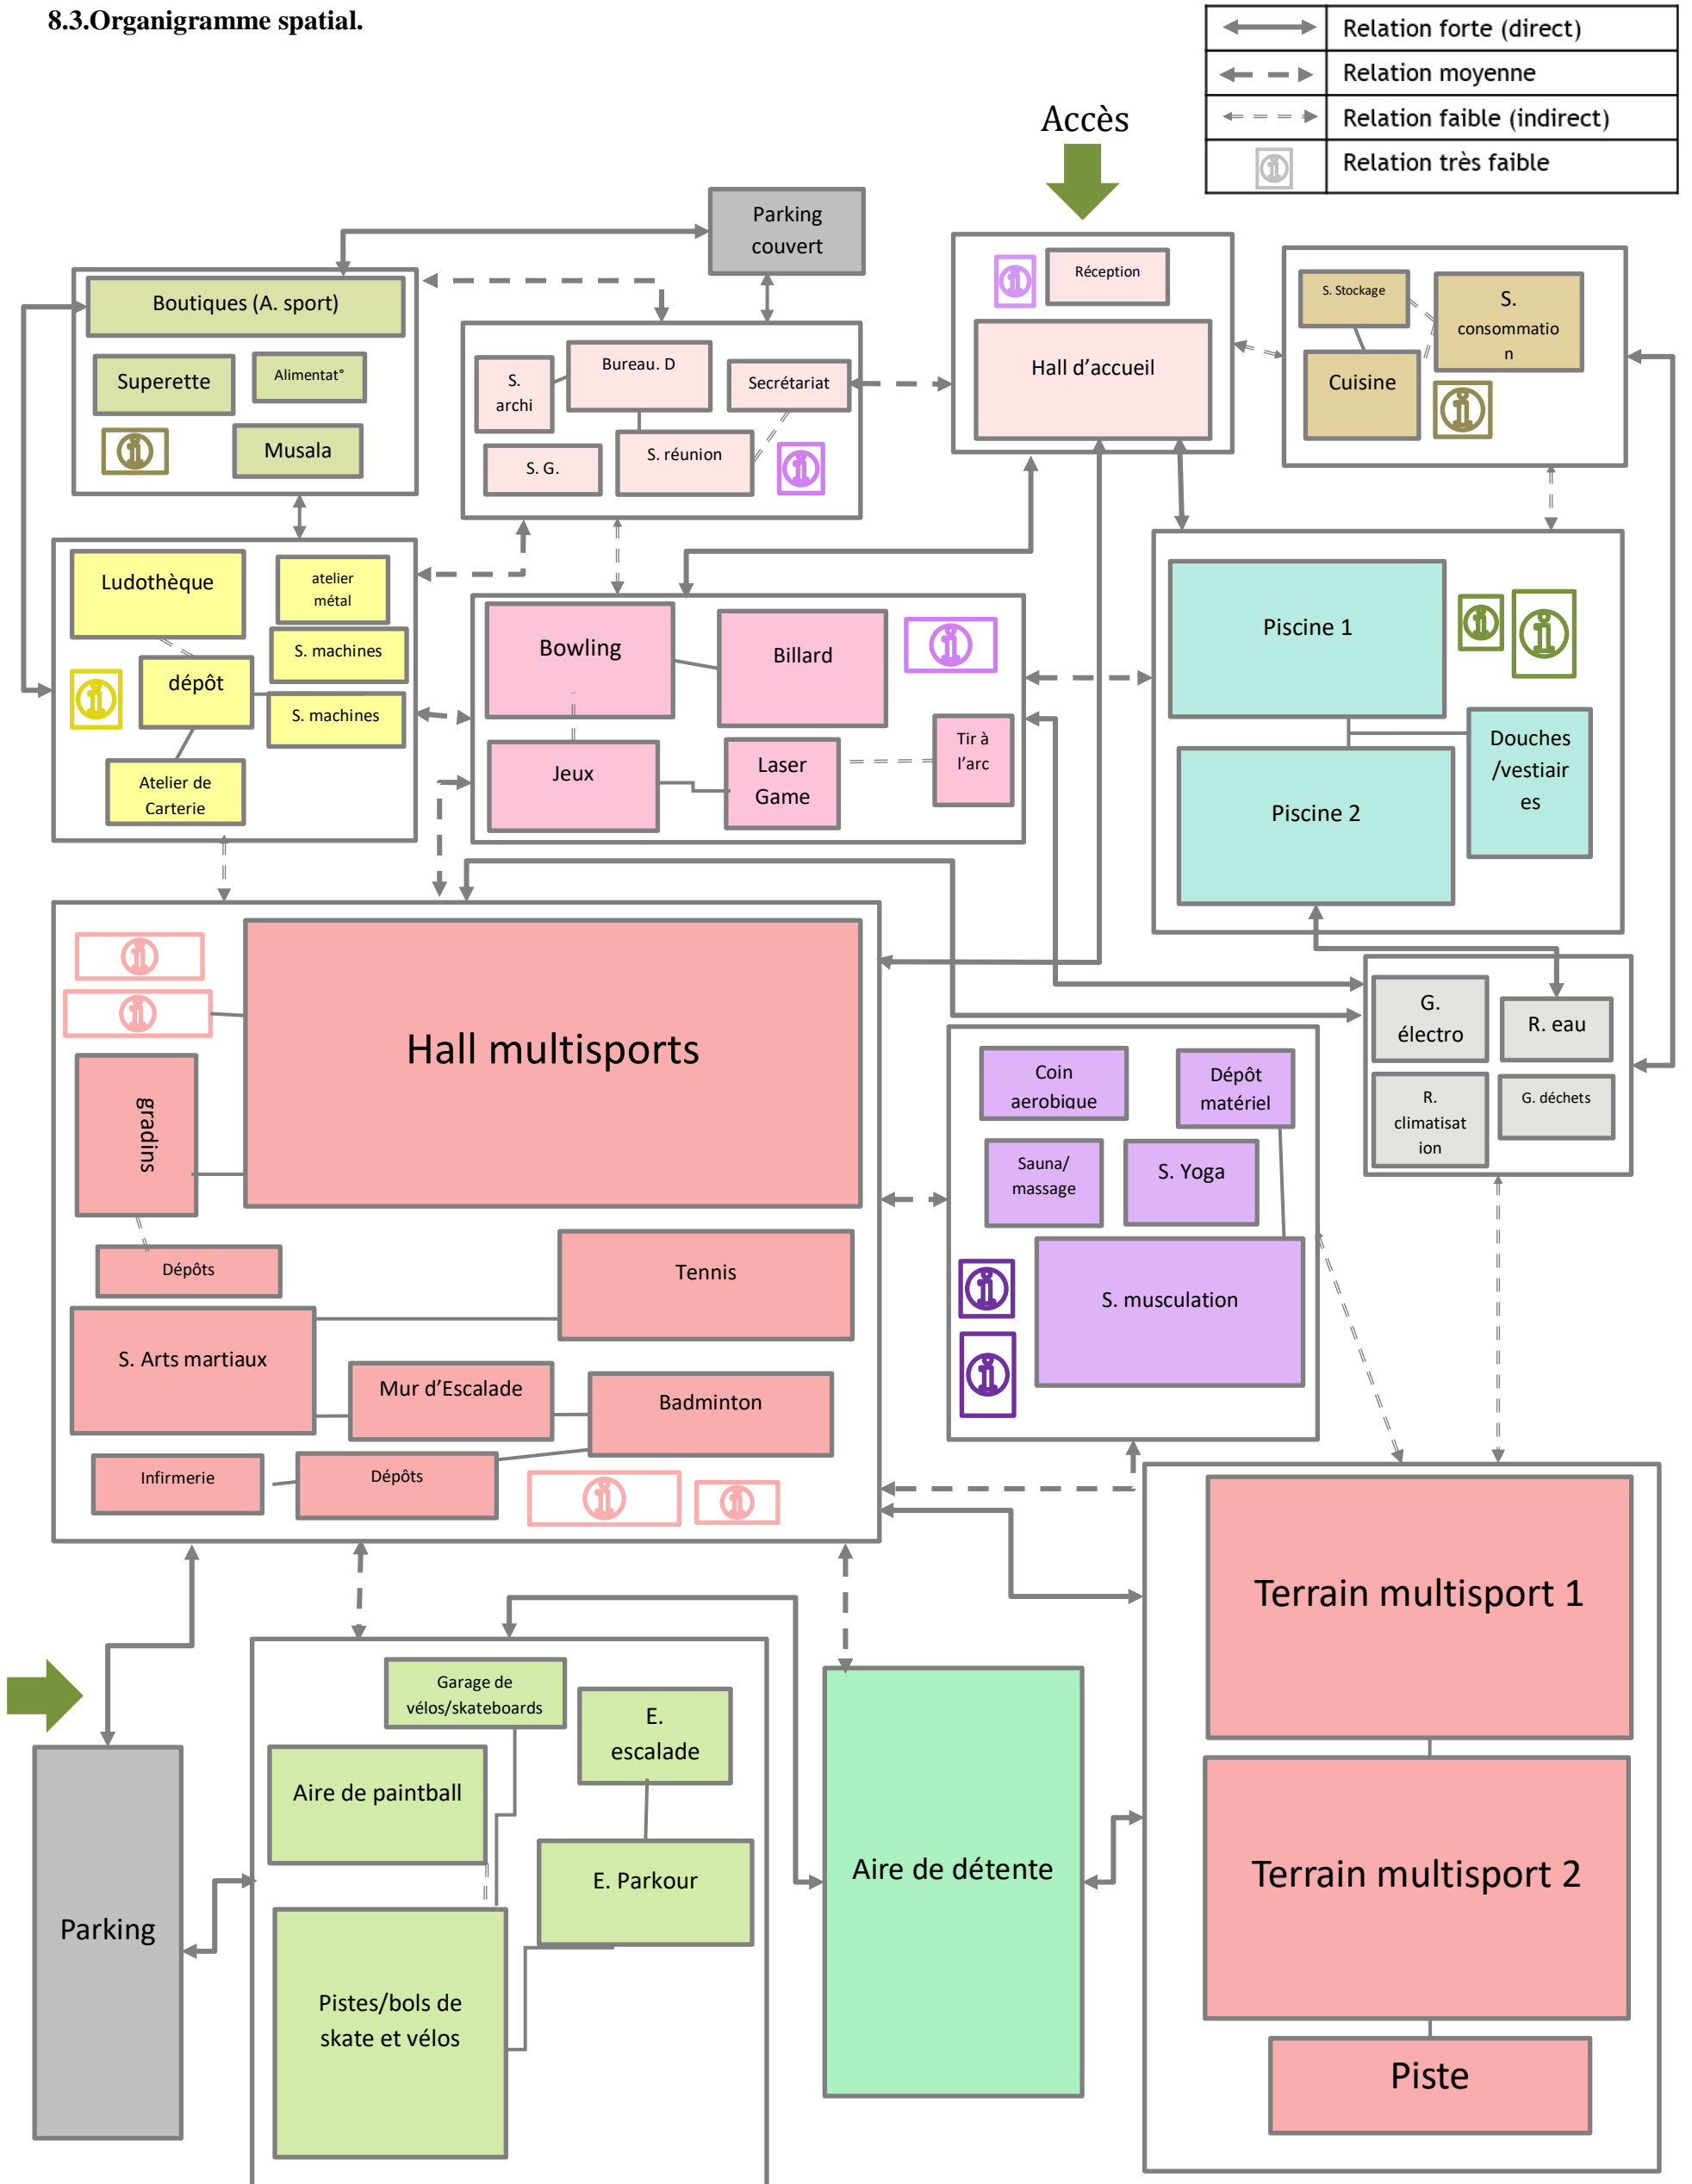 8.3.Organigramme spatial.
Relation forte (direct)
Relation moyenne
Relation faible (indirect)
Relation très faible
Accès
Parking
couvert
Boutiques (A. sport)
Superette
Alimentat°
Musala
S.
archi
Bureau. D
Secrétariat
S. G.
S. réunion
Réception
Hall d'accueil
S. Stockage
S.
consommatio
n
Cuisine
Ludothèque
atelier
métal
S. machines
dépôt
S. machines
Atelier de
Carterie
Bowling
Billard
Jeux
Laser
Game
Tir à
l'arc
Piscine 1
Piscine 2
Douches
/vestiair
es
Hall multisports
gradins
Dépôts
Tennis
S. Arts martiaux
Mur d'Escalade
Badminton
Infirmerie
Dépôts
G.
électro
R. eau
R.
climatisat
ion
G. déchets
Coin
aerobique
Dépôt
matériel
Sauna/
massage
S. Yoga
S. musculation
Terrain multisport 1
Terrain multisport 2
Piste
Garage de
vélos/skateboards
E.
escalade
Aire de paintball
E. Parkour
Pistes/bols de
skate et vélos
Aire de détente
Parking